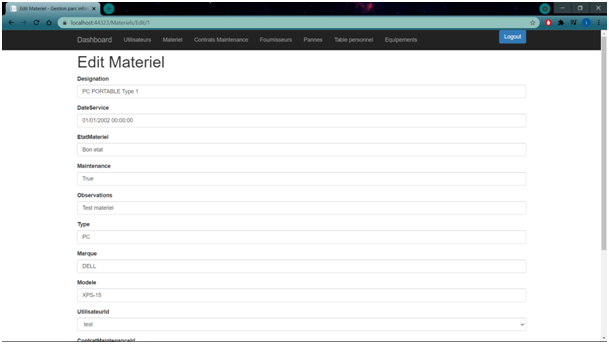 Edit Materiel - Gestion parc infor
localhost:44323/Materiels/Edit/1
Dashboard Utilisateurs Materiel Contrats Maintenance Fournisseurs Pannes Table personnel Equipements Logout
Edit Materiel
Designation
PC PORTABLE Type 1
DateService
01/01/2002 00:00:00
EtatMateriel
Bon etat
Maintenance
True
Observations
Test materiel
Type
PC
Marque
DELL
Modele
XPS-15
UtilisateurId
test
ContratMaintenanceId